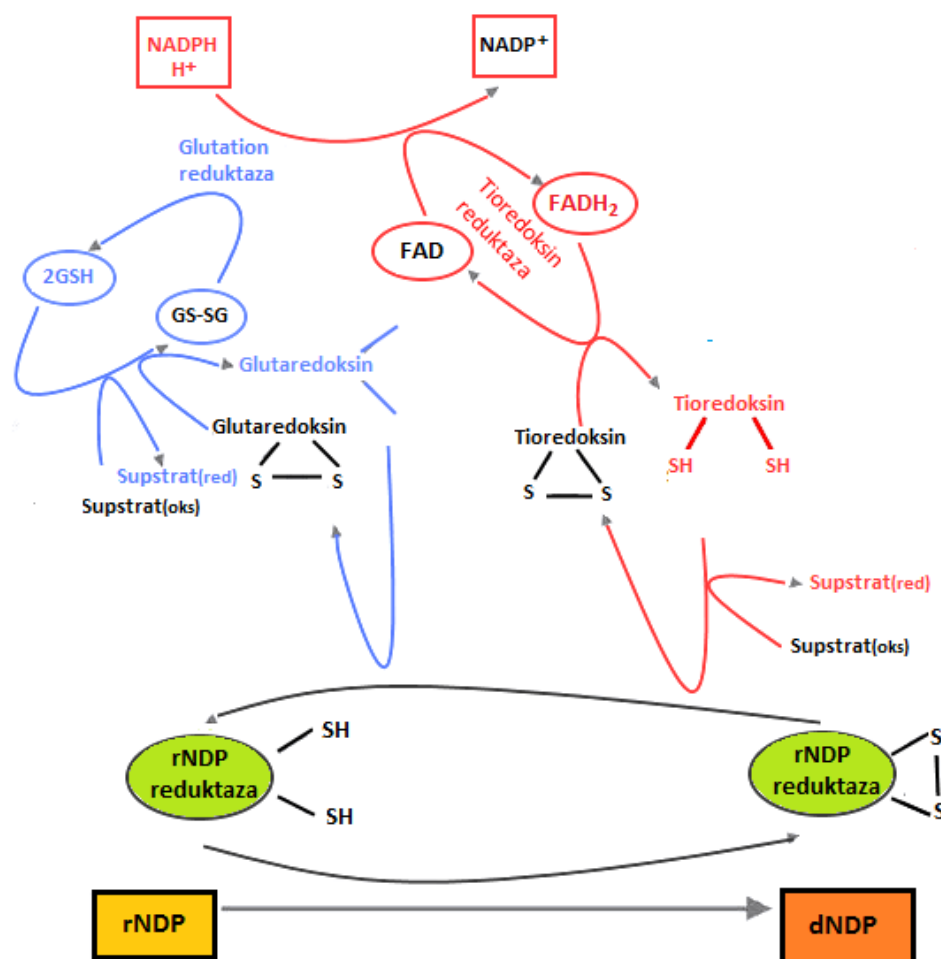 NADPH
H⁺
NADP⁺
Glutation
reduktaza
Tioredoksin
reduktaza
FADH₂
FAD
2GSH
GS-SG
Glutaredoksin
Glutaredoksin
S S
Supstrat(red)
Supstrat(oks)
Tioredoksin
S S
Tioredoksin
SH SH
Supstrat(red)
Supstrat(oks)
rNDP
reduktaza
SH
SH
rNDP
reduktaza
S
S
rNDP
dNDP